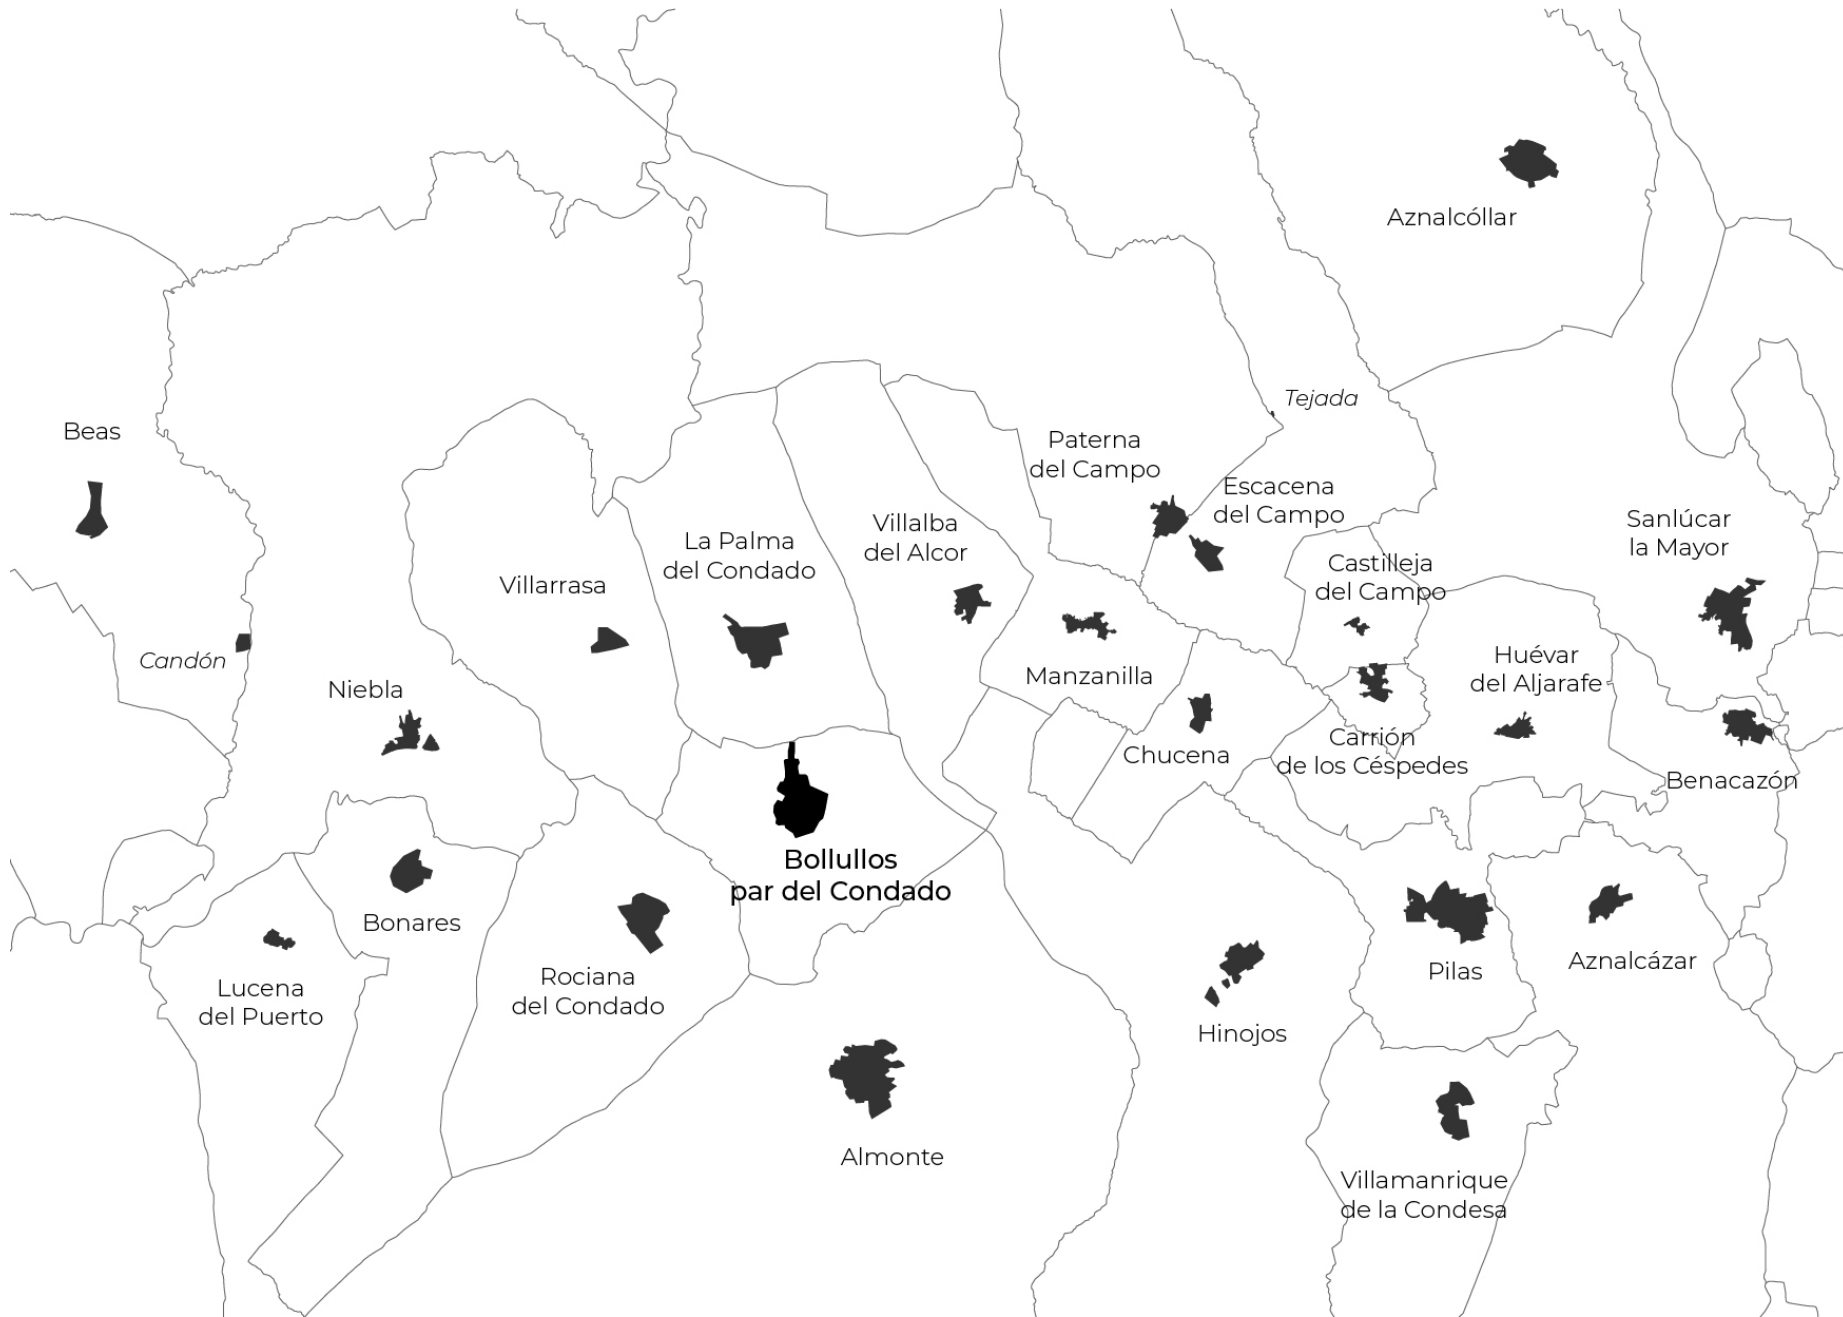 Aznalcóllar
Tejada
Beas
Paterna
del Campo
Escacena
del Campo
Villalba
del Alcor
Sanlúcar
la Mayor
La Palma
del Condado
Castilleja
del Campo
Villarrasa
Candón
Niebla
Manzanilla
Huévar
del Aljarafe
Chucena
Carrión
de los Céspedes
Benacazón
Bollullos
par del Condado
Bonares
Lucena
del Puerto
Rociana
del Condado
Pilas
Aznalcázar
Hinojos
Almonte
Villamanrique
de la Condesa